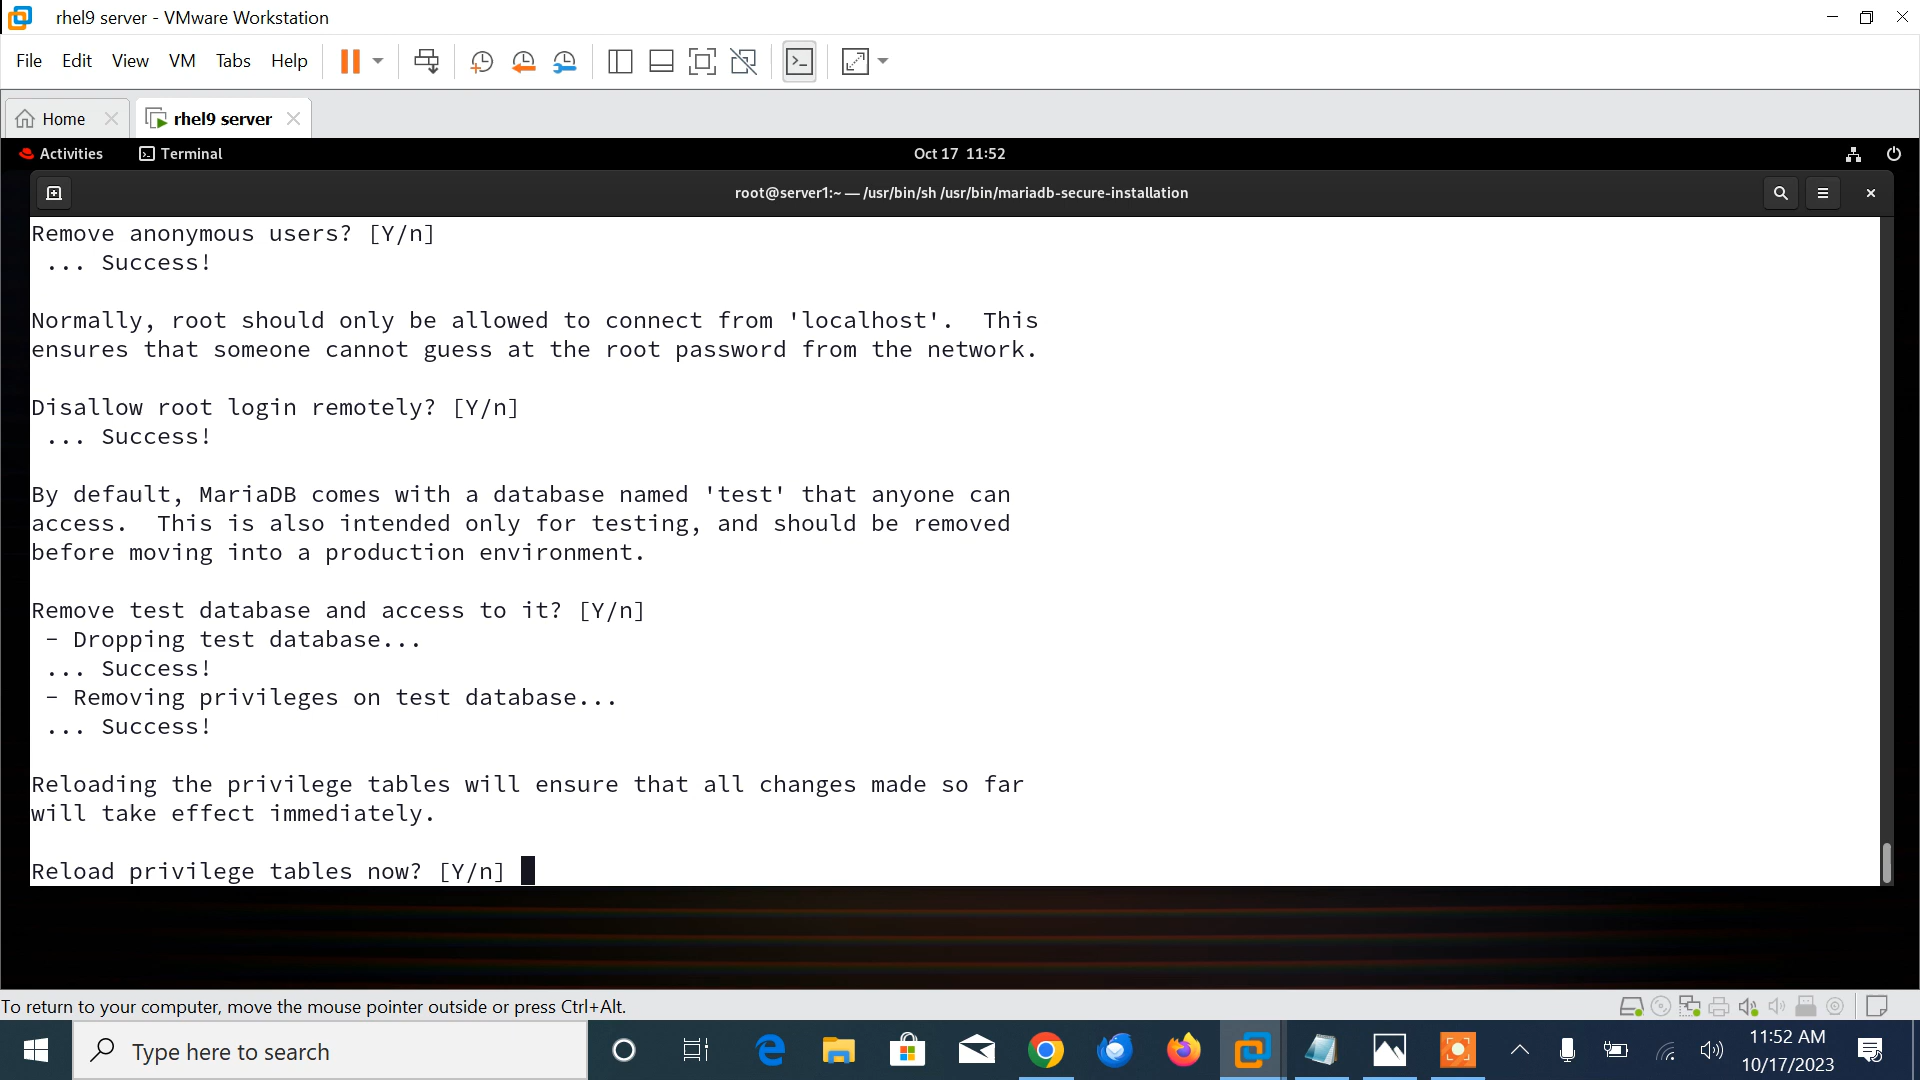 rhel9 server - VMware Workstation
File Edit View VM Tabs Help
Home rhel9 server
Activities Terminal Oct 17 11:52
root@server1:~ — /usr/bin/sh /usr/bin/mariadb-secure-installation
Remove anonymous users? [Y/n]
... Success!
Normally, root should only be allowed to connect from 'localhost'. This
ensures that someone cannot guess at the root password from the network.
Disallow root login remotely? [Y/n]
... Success!
By default, MariaDB comes with a database named 'test' that anyone can
access. This is also intended only for testing, and should be removed
before moving into a production environment.
Remove test database and access to it? [Y/n]
- Dropping test database...
... Success!
- Removing privileges on test database...
... Success!
Reloading the privilege tables will ensure that all changes made so far
will take effect immediately.
Reload privilege tables now? [Y/n]
To return to your computer, move the mouse pointer outside or press Ctrl+Alt.
Type here to search
11:52 AM
10/17/2023